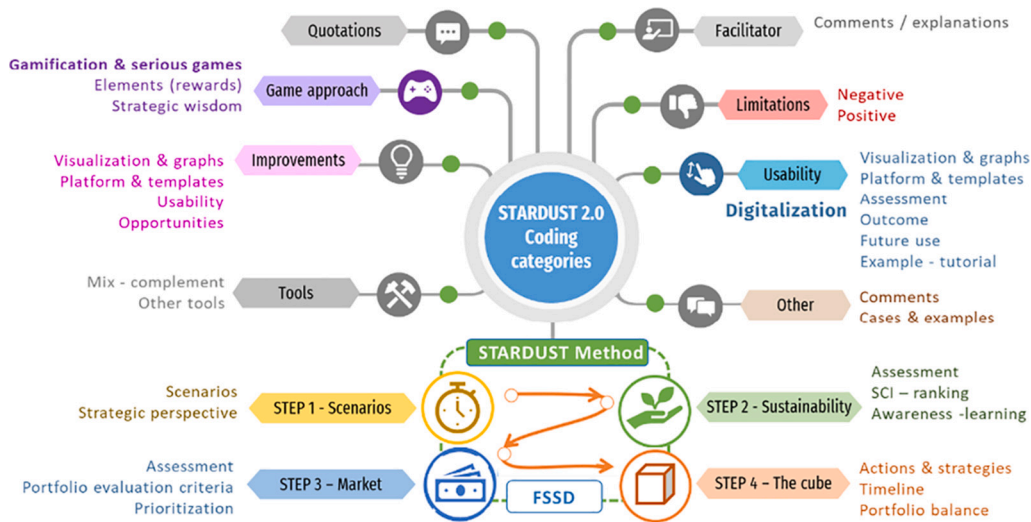 Quotations
Facilitator
Comments / explanations
Gamification & serious games
Elements (rewards)
Strategic wisdom
Game approach
Limitations
Negative
Positive
Visualization & graphs
Platform & templates
Usability
Opportunities
Improvements
Usability
Digitalization
Visualization & graphs
Platform & templates
Assessment
Outcome
Future use
Example - tutorial
STARDUST 2.0
Coding
categories
Mix - complement
Other tools
Tools
Other
Comments
Cases & examples
STARDUST Method
Scenarios
Strategic perspective
STEP 1 - Scenarios
STEP 2 - Sustainability
Assessment
SCI – ranking
Awareness -learning
Assessment
Portfolio evaluation criteria
Prioritization
STEP 3 – Market
FSSD
STEP 4 – The cube
Actions & strategies
Timeline
Portfolio balance